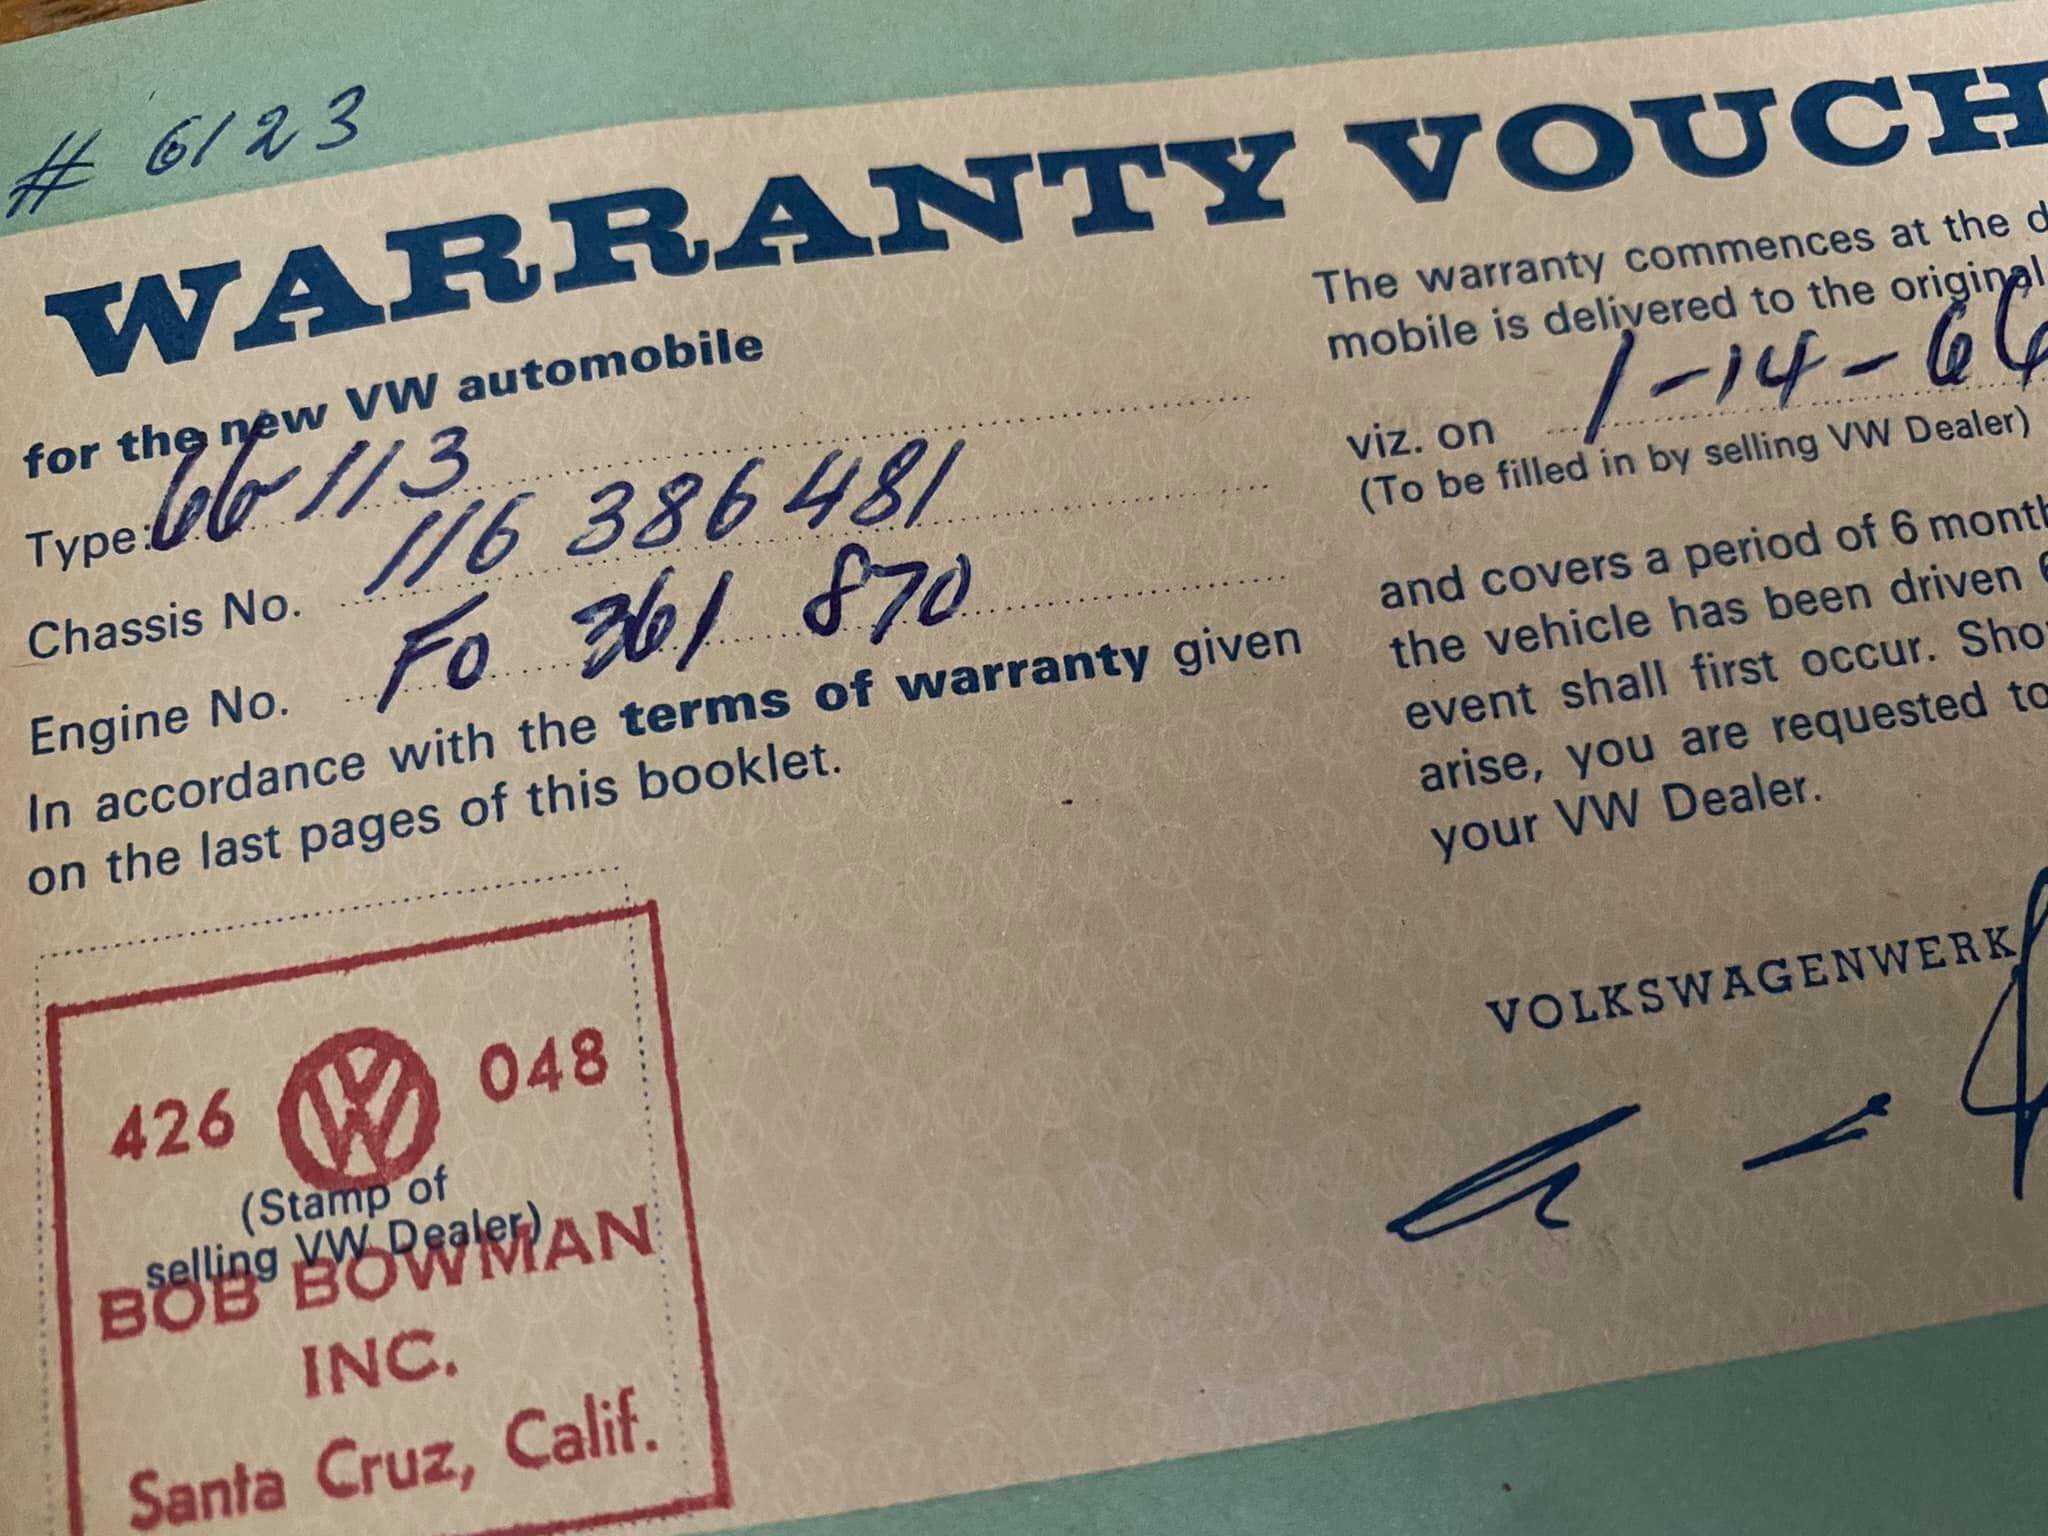 # 6123
WARRANTY VOUCH
for the new VW automobile
Type: 66 113
Chassis No. 116 386 481
Engine No. FO 361 870
In accordance with the terms of warranty given
on the last pages of this booklet.
426 VW 048
(Stamp of
selling VW Dealer)
BOB BOWMAN
INC.
Santa Cruz, Calif.
The warranty commences at the d
mobile is delivered to the original
viz. on 1-14-66
(To be filled in by selling VW Dealer)
and covers a period of 6 month
the vehicle has been driven 6
event shall first occur. Sho
arise, you are requested to
your VW Dealer.
VOLKSWAGENWERK